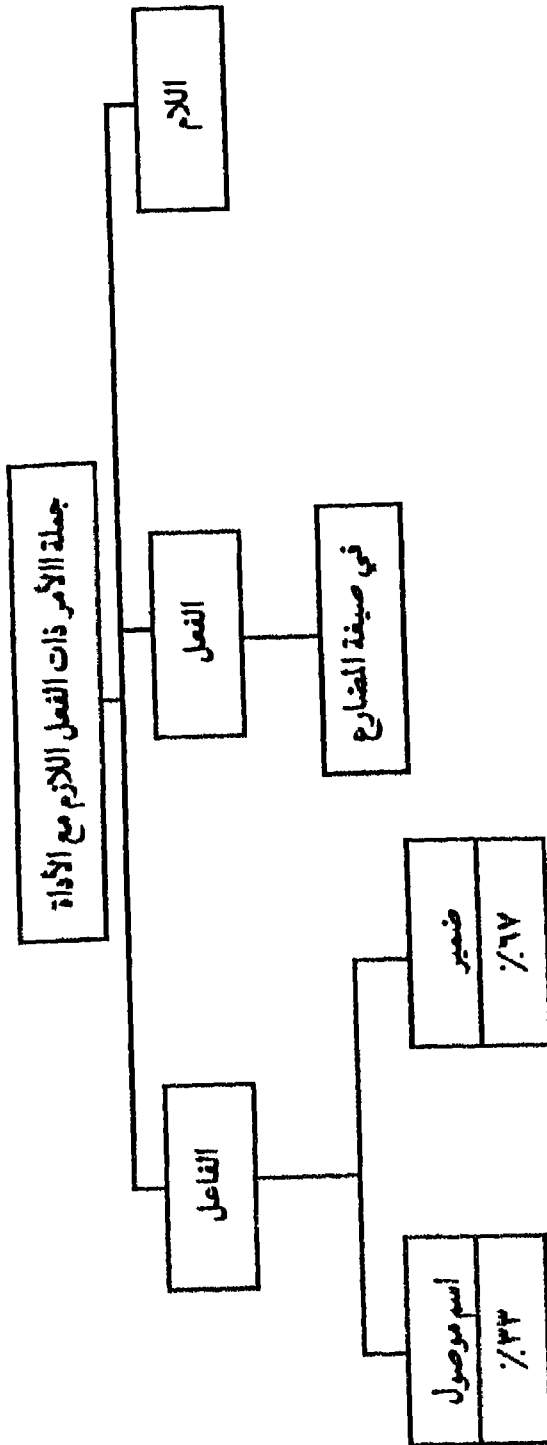 جملة الأمر ذات الفعل اللازم مع الأداة
اللام
الفعل
الفاعل
في صيغة المضارع
ضمير
٪٦٧
اسم موصول
٪٣٣